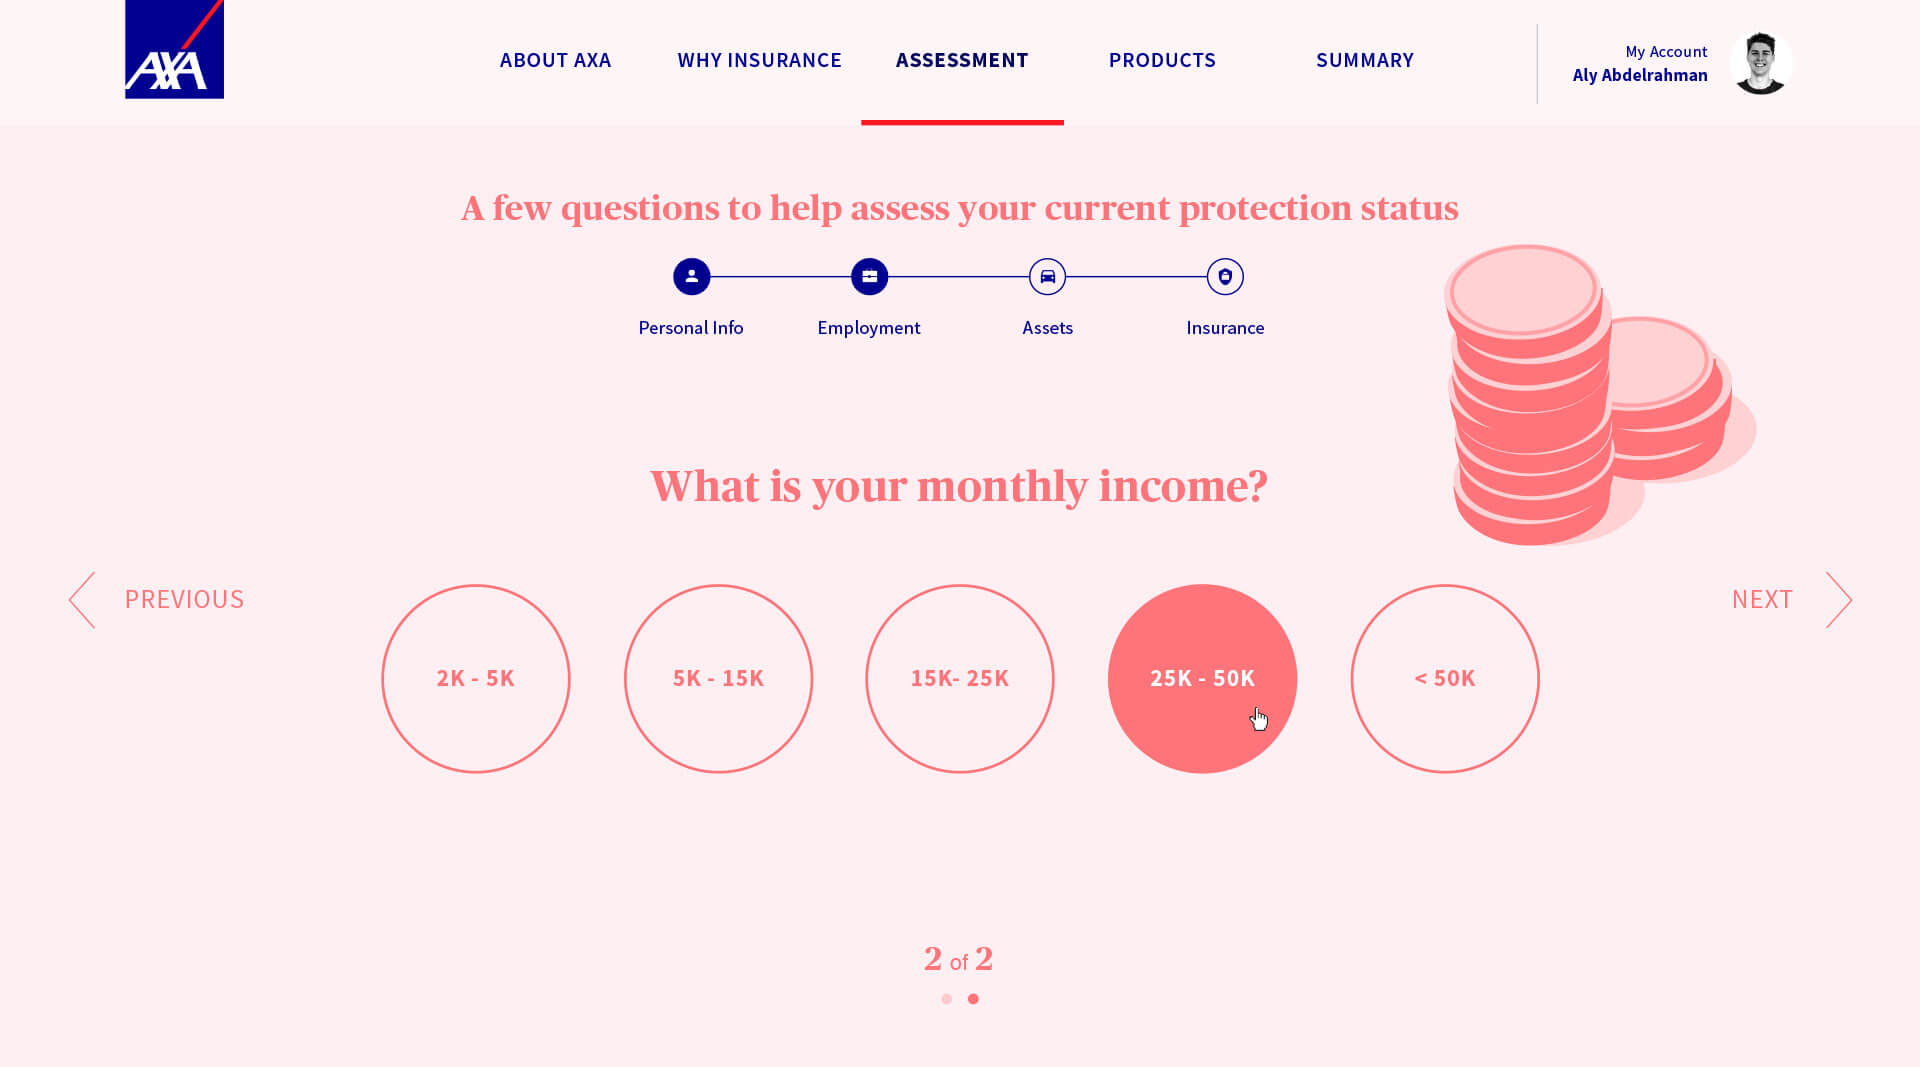 AXA
ABOUT AXA
WHY INSURANCE
ASSESSMENT
PRODUCTS
SUMMARY
My Account
Aly Abdelrahman
A few questions to help assess your current protection status
Personal Info
Employment
Assets
Insurance
What is your monthly income?
PREVIOUS
NEXT
2K - 5K
5K - 15K
15K- 25K
25K - 50K
< 50K
2 of 2